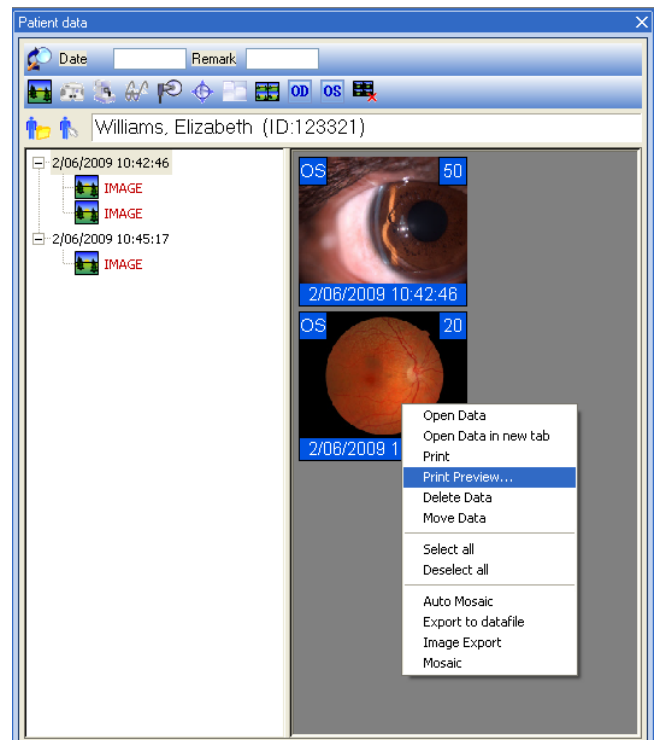 Patient data
Date Remark
OD OS
Williams, Elizabeth (ID:123321)
2/06/2009 10:42:46
IMAGE
IMAGE
2/06/2009 10:45:17
IMAGE
OS 50
2/06/2009 10:42:46
OS 20
2/06/2009 1
Open Data
Open Data in new tab
Print
Print Preview...
Delete Data
Move Data
Select all
Deselect all
Auto Mosaic
Export to datafile
Image Export
Mosaic